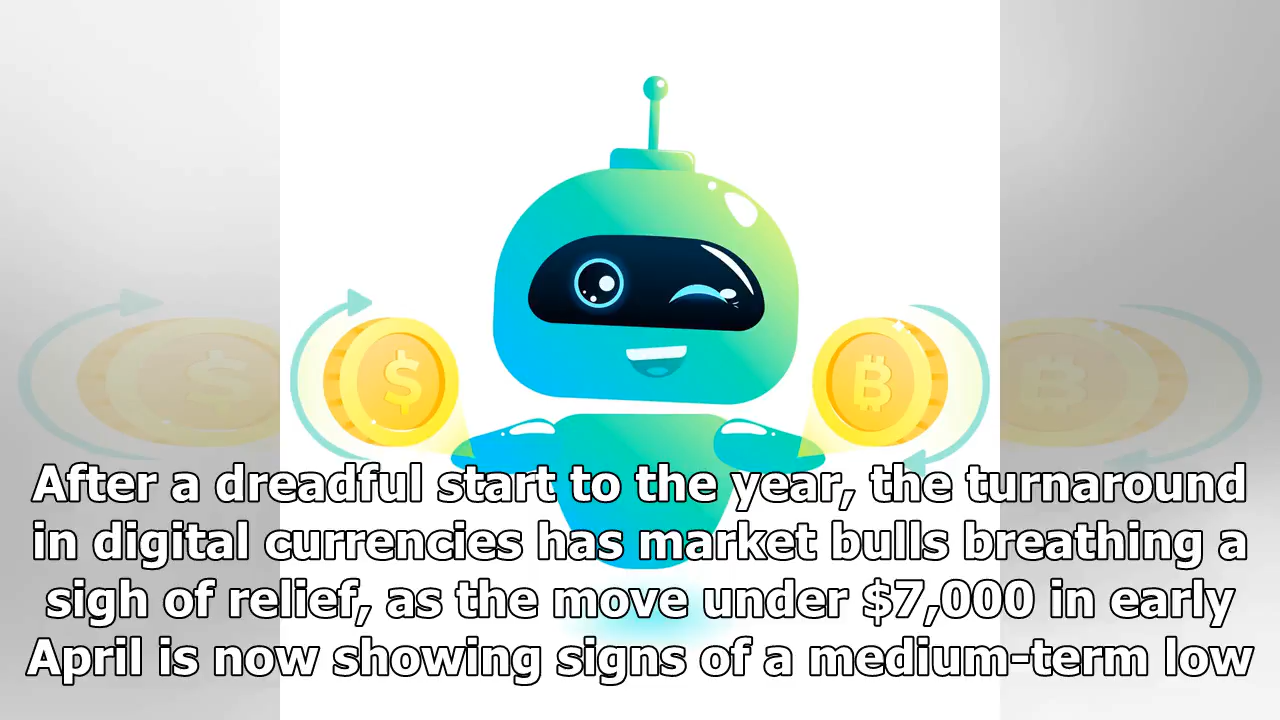 After a dreadful start to the year, the turnaround
in digital currencies has market bulls breathing a
sigh of relief, as the move under $7,000 in early
April is now showing signs of a medium-term low